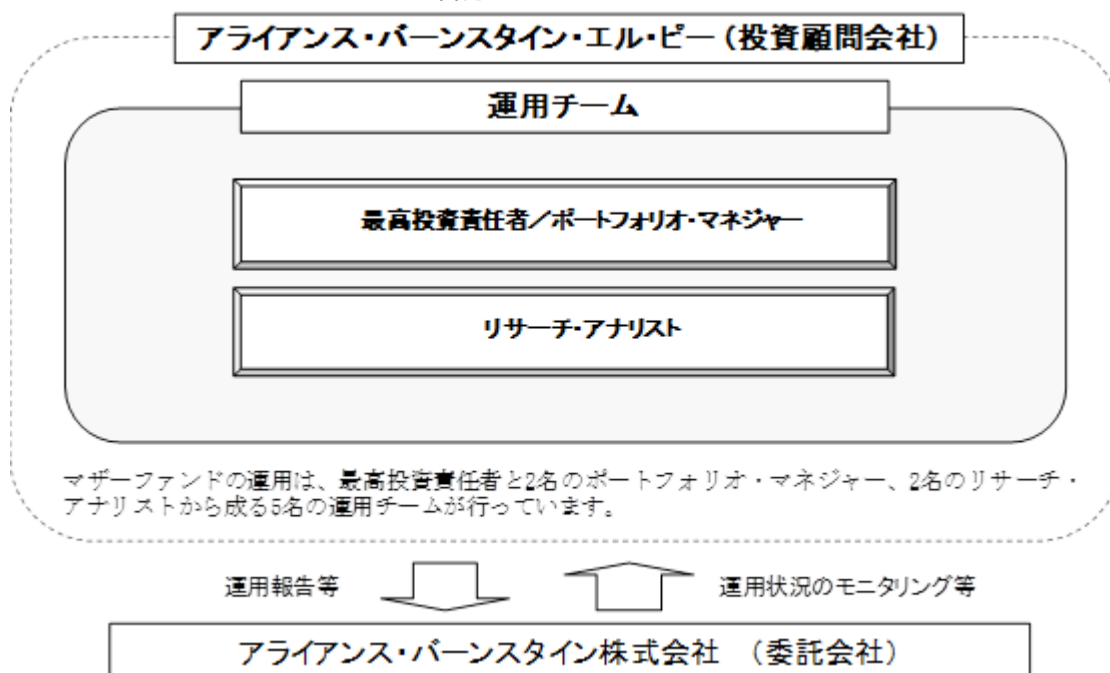 アライアンス・バーンスタイン・エル・ピー（投資顧問会社）
運用チーム
最高投資責任者／ポートフォリオ・マネジャー
リサーチ・アナリスト
マザーファンドの運用は、最高投資責任者と2名のポートフォリオ・マネジャー、2名のリサーチ・
アナリストから成る5名の運用チームが行っています。
運用報告等
運用状況のモニタリング等
アライアンス・バーンスタイン株式会社　（委託会社）